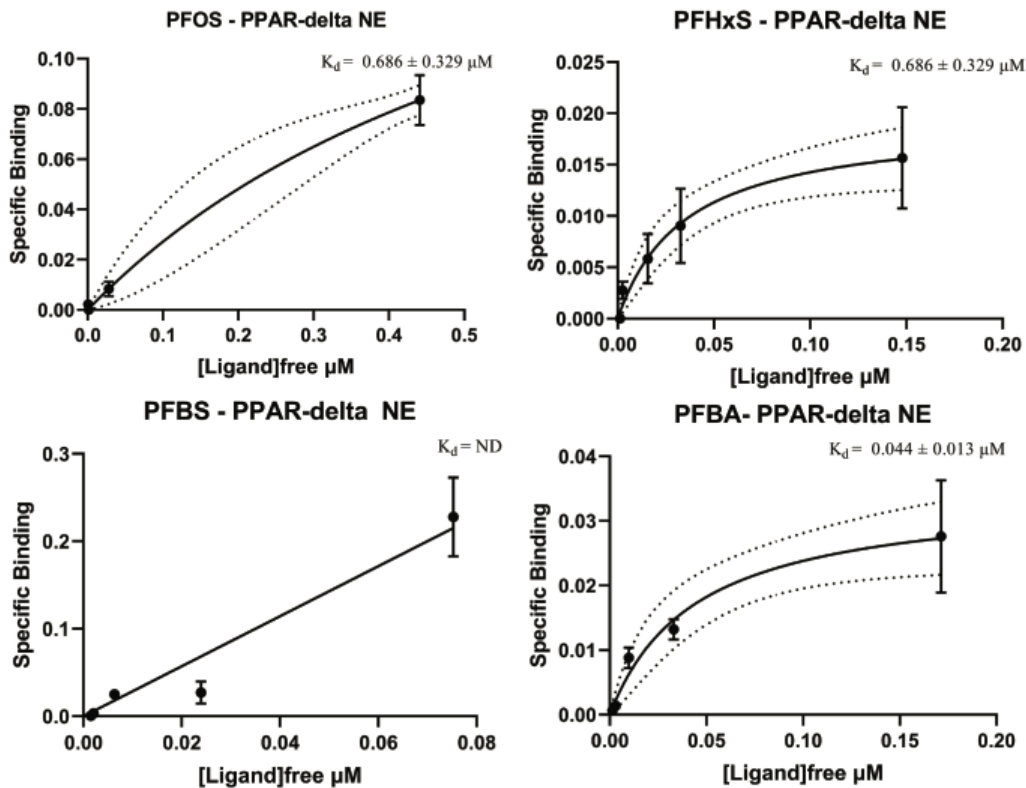 PFOS - PPAR-delta NE
Kd = 0.686 ± 0.329 µM
Specific Binding
0.10
0.08
0.06
0.04
0.02
0.00
0.0 0.1 0.2 0.3 0.4 0.5
[Ligand]free µM
PFHxS - PPAR-delta NE
Kd = 0.686 ± 0.329 µM
Specific Binding
0.025
0.020
0.015
0.010
0.005
0.000
0.00 0.05 0.10 0.15 0.20
[Ligand]free µM
PFBS - PPAR-delta NE
Kd = ND
Specific Binding
0.3
0.2
0.1
0.0
0.00 0.02 0.04 0.06 0.08
[Ligand]free µM
PFBA- PPAR-delta NE
Kd = 0.044 ± 0.013 µM
Specific Binding
0.04
0.03
0.02
0.01
0.00
0.00 0.05 0.10 0.15 0.20
[Ligand]free µM